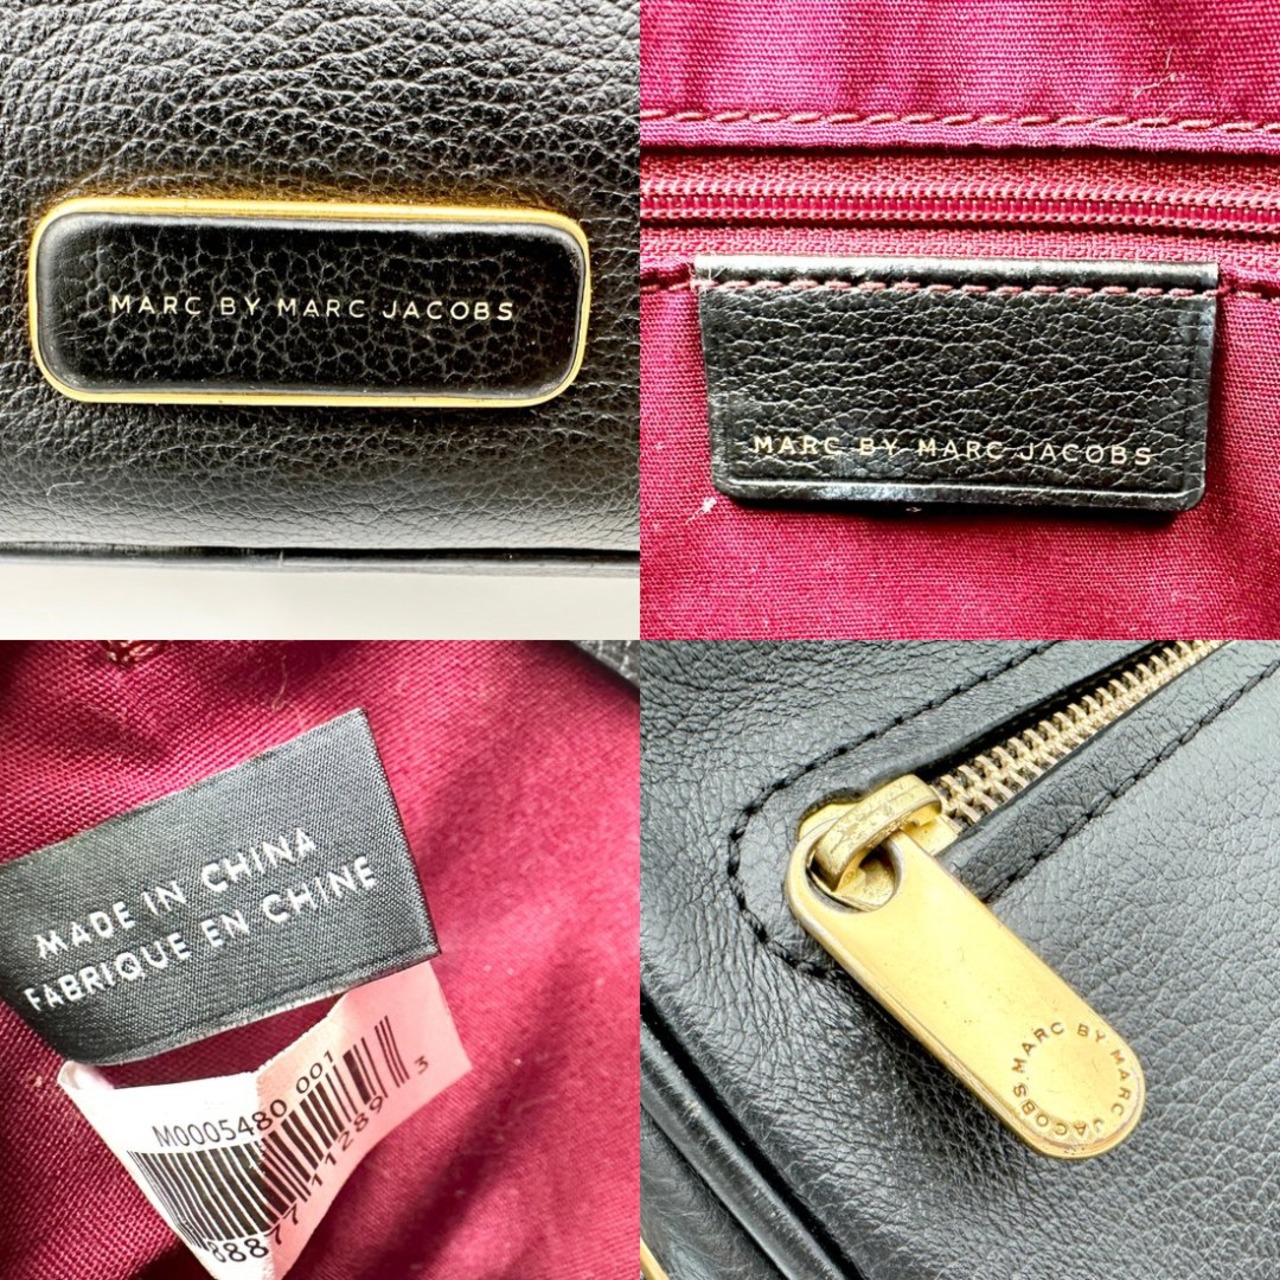 MARC BY MARC JACOBS
MARC BY MARC JACOBS
MADE IN CHINA
FABRIQUE EN CHINE
M0005480 001
MARC BY MARC JACOBS